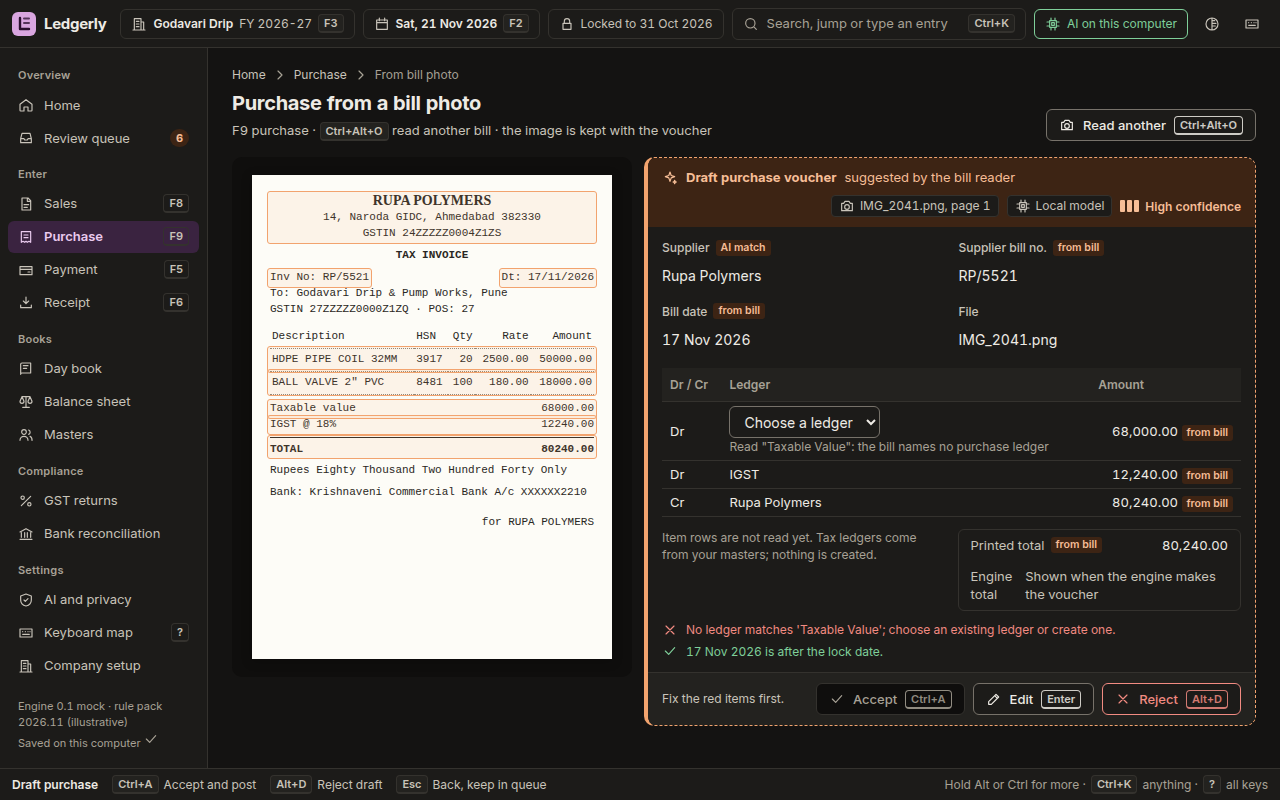 Ledgerly
Godavari Drip FY 2026-27 F3
Sat, 21 Nov 2026 F2
Locked to 31 Oct 2026
Search, jump or type an entry Ctrl+K
AI on this computer
Overview
Home
Review queue 6
Enter
Sales F8
Purchase F9
Payment F5
Receipt F6
Books
Day book
Balance sheet
Masters
Compliance
GST returns
Bank reconciliation
Settings
AI and privacy
Keyboard map ?
Company setup
Engine 0.1 mock · rule pack
2026.11 (illustrative)
Saved on this computer
Home > Purchase > From bill photo
Purchase from a bill photo
F9 purchase · Ctrl+Alt+O read another bill · the image is kept with the voucher
Read another Ctrl+Alt+O
RUPA POLYMERS
14, Naroda GIDC, Ahmedabad 382330
GSTIN 24ZZZZZ0004Z1ZS
TAX INVOICE
Inv No: RP/5521 Dt: 17/11/2026
To: Godavari Drip & Pump Works, Pune
GSTIN 27ZZZZZ0000Z1ZQ · POS: 27
Description HSN Qty Rate Amount
HDPE PIPE COIL 32MM 3917 20 2500.00 50000.00
BALL VALVE 2" PVC 8481 100 180.00 18000.00
Taxable value 68000.00
IGST @ 18% 12240.00
TOTAL 80240.00
Rupees Eighty Thousand Two Hundred Forty Only
Bank: Krishnaveni Commercial Bank A/c XXXXXX2210
for RUPA POLYMERS
Draft purchase voucher suggested by the bill reader
IMG_2041.png, page 1 Local model High confidence
Supplier AI match Supplier bill no. from bill
Rupa Polymers RP/5521
Bill date from bill File
17 Nov 2026 IMG_2041.png
Dr / Cr Ledger Amount
Dr Choose a ledger 68,000.00 from bill
Read "Taxable Value": the bill names no purchase ledger
Dr IGST 12,240.00 from bill
Cr Rupa Polymers 80,240.00 from bill
Item rows are not read yet. Tax ledgers come
from your masters; nothing is created.
Printed total from bill 80,240.00
Engine total Shown when the engine makes the voucher
No ledger matches 'Taxable Value'; choose an existing ledger or create one.
17 Nov 2026 is after the lock date.
Fix the red items first. Accept Ctrl+A Edit Enter Reject Alt+D
Draft purchase Ctrl+A Accept and post Alt+D Reject draft Esc Back, keep in queue
Hold Alt or Ctrl for more · Ctrl+K anything · ? all keys